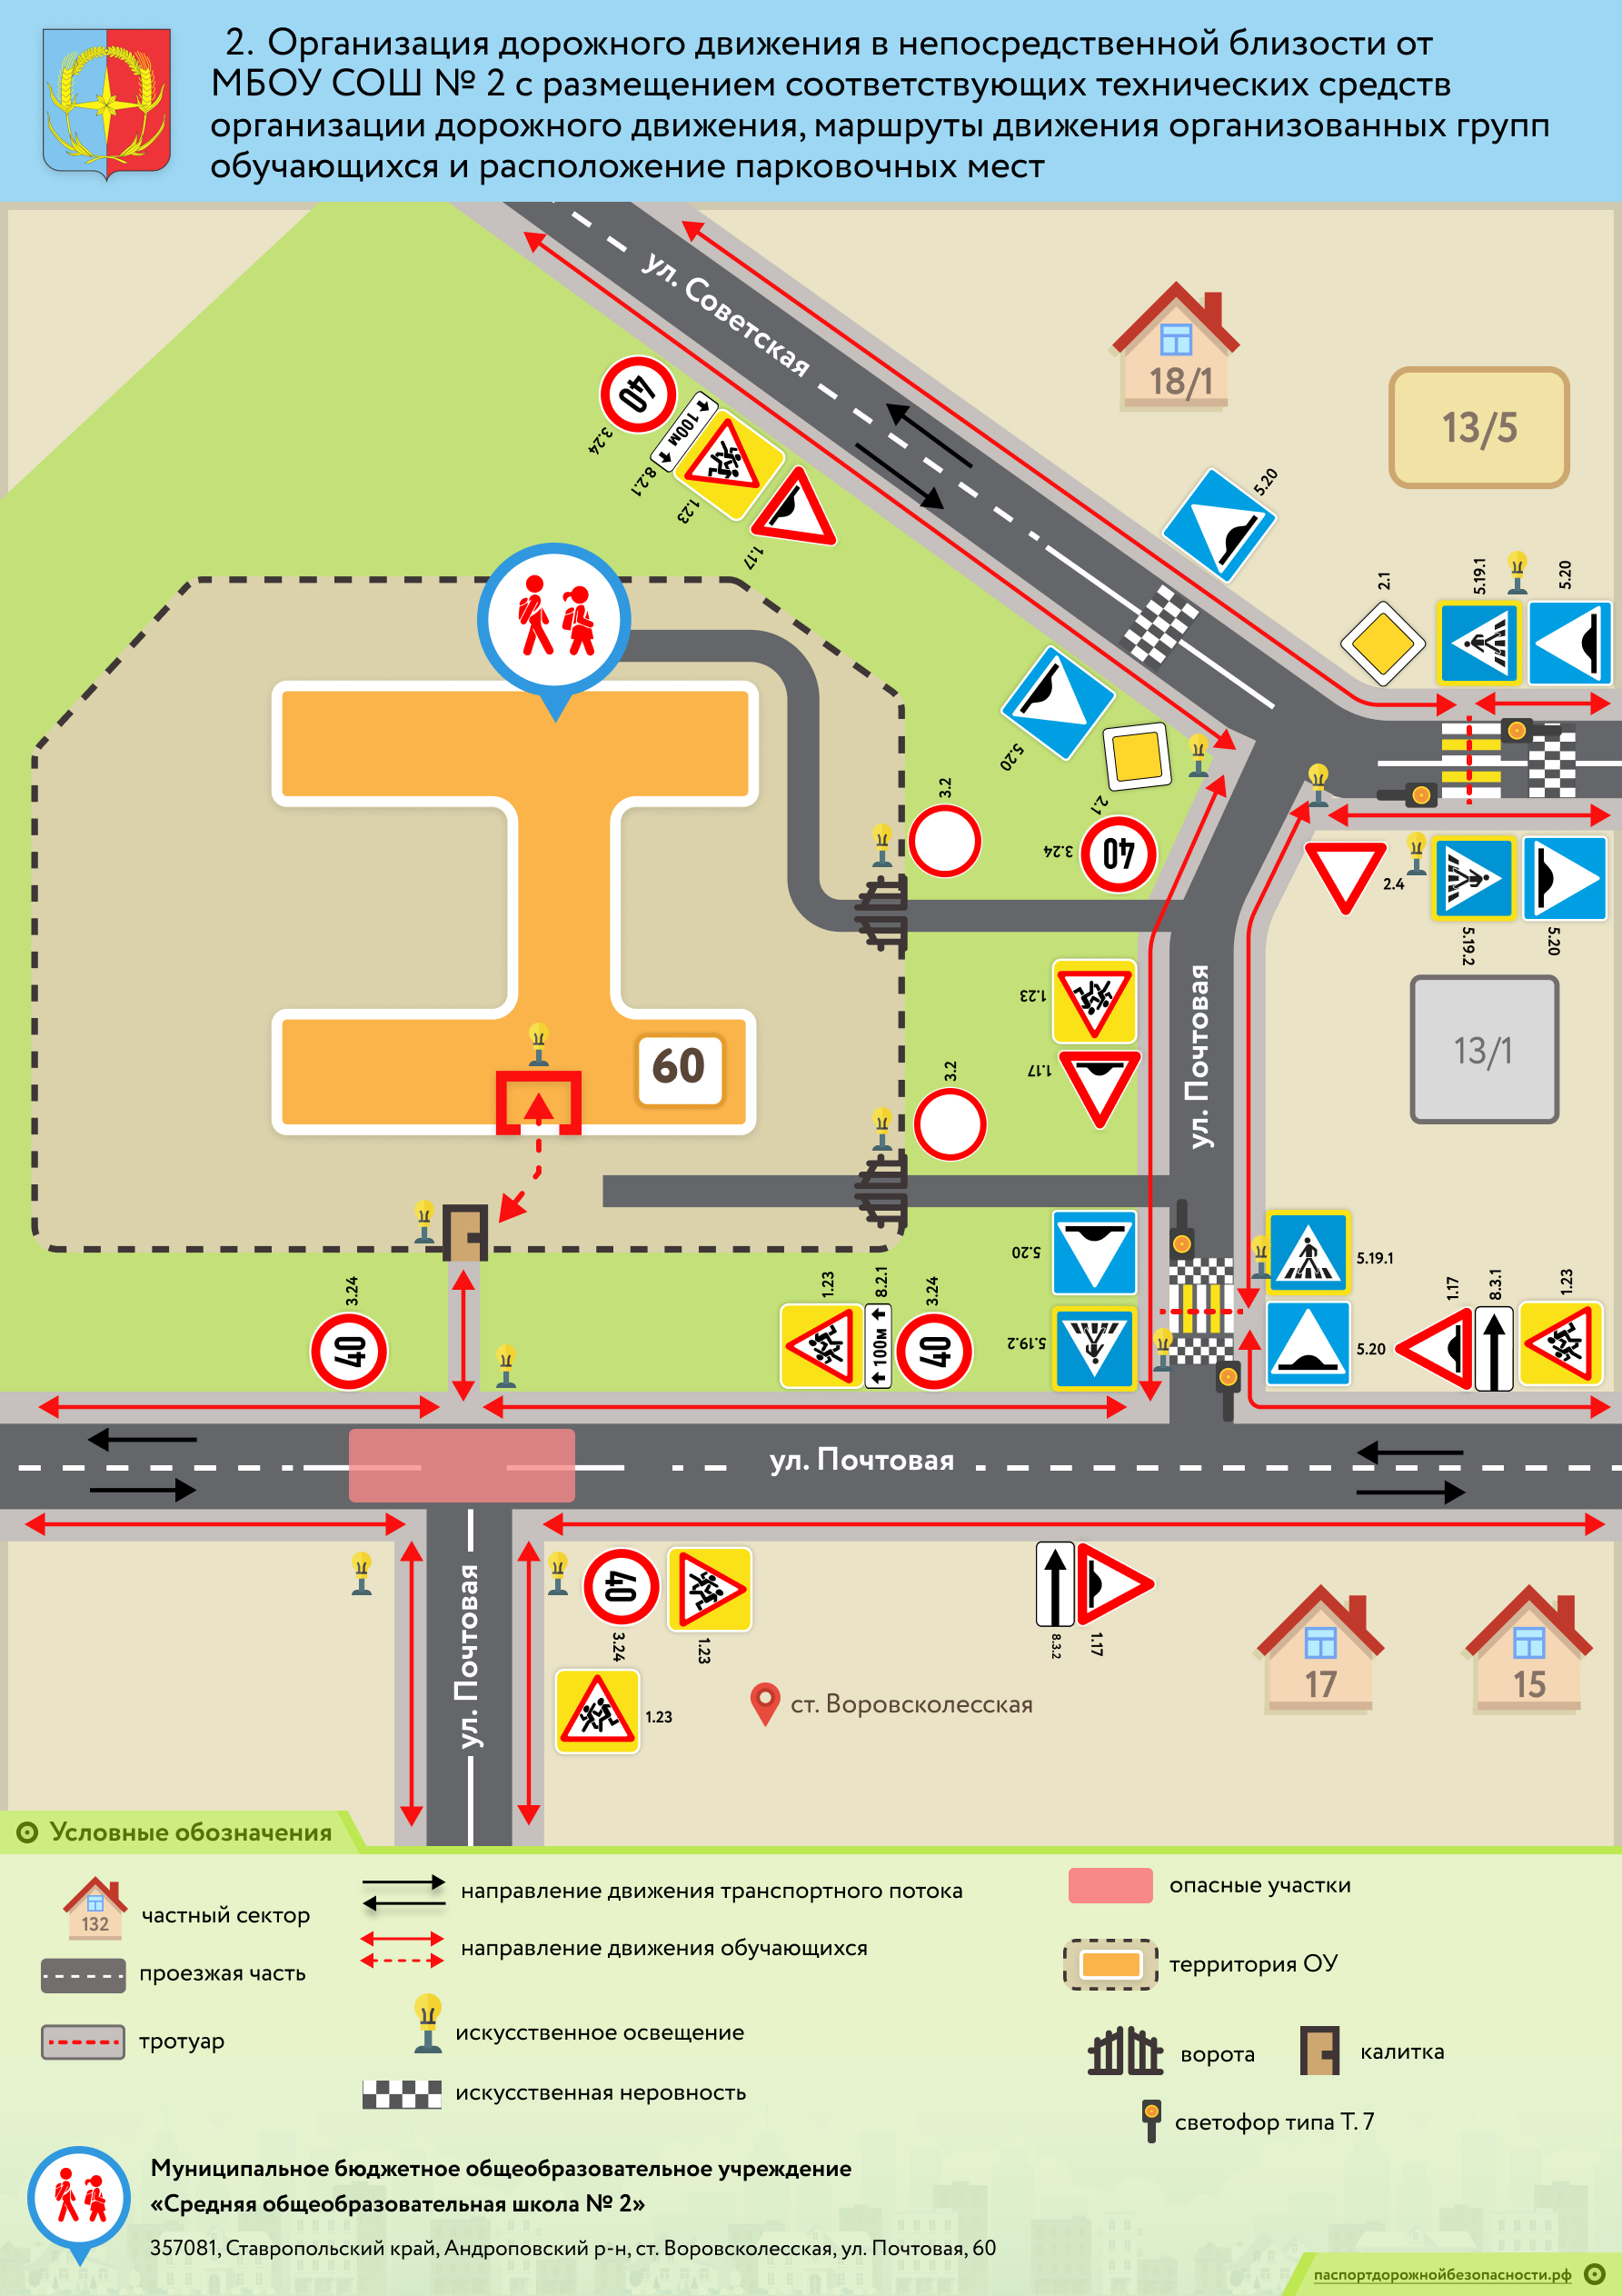 2. Организация дорожного движения в непосредственной близости от
МБОУ СОШ № 2 с размещением соответствующих технических средств
организации дорожного движения, маршруты движения организованных групп
обучающихся и расположение парковочных мест
ул. Советская
18/1
13/5
40
3.24
100м
8.2.1
1.23
1.17
5.20
2.1
5.19.1
5.20
5.20
2.1
3.2
40
3.24
2.4
5.19.2
5.20
1.23
ул. Почтовая
13/1
1.17
3.2
60
5.20
5.19.1
3.24
40
1.23
8.2.1
100м
3.24
40
5.19.2
5.20
1.17
8.3.1
1.23
ул. Почтовая
40
3.24
1.23
8.3.2
1.17
ул. Почтовая
1.23
ст. Воровсколесская
17
15
Условные обозначения
132
частный сектор
проезжая часть
тротуар
направление движения транспортного потока
направление движения обучающихся
искусственное освещение
искусственная неровность
опасные участки
территория ОУ
ворота
калитка
светофор типа Т. 7
Муниципальное бюджетное общеобразовательное учреждение
«Средняя общеобразовательная школа № 2»
357081, Ставропольский край, Андроповский р-н, ст. Воровсколесская, ул. Почтовая, 60
паспортдорожнойбезопасности.рф